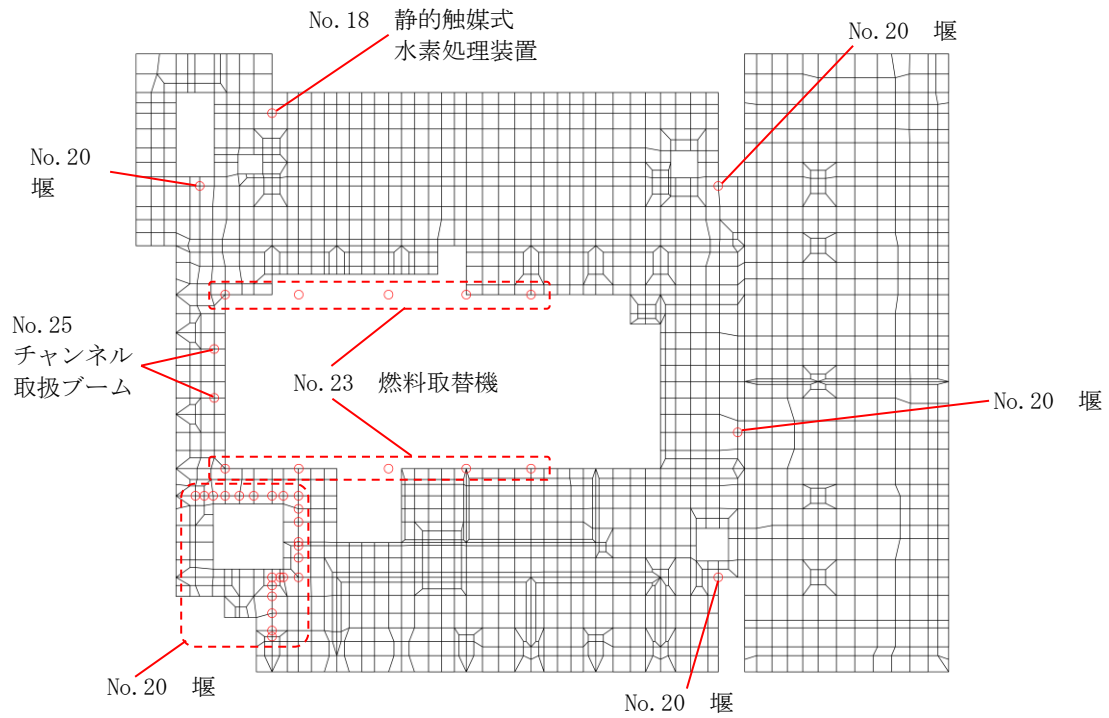 No.18　静的触媒式
水素処理装置
No.20　堰
No.20
堰
No.25
チャンネル
取扱ブーム
No.23　燃料取替機
No.20　堰
No.20　堰
No.20　堰